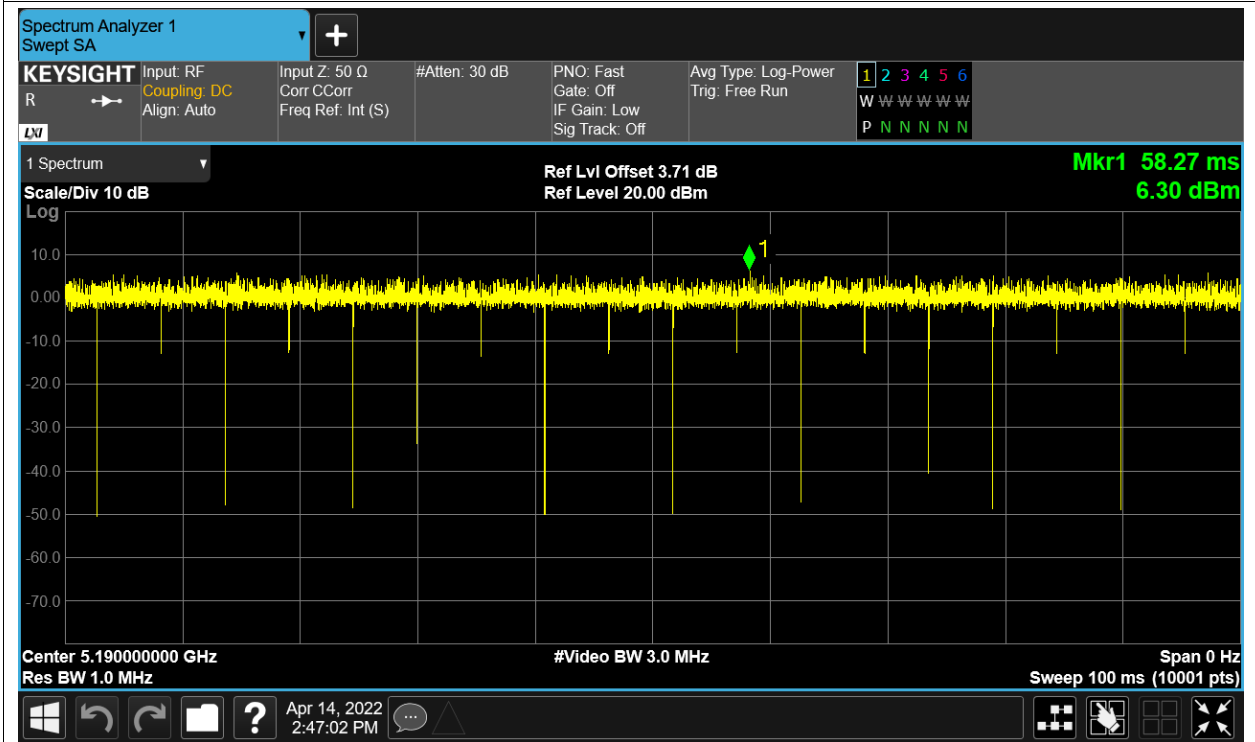 Spectrum Analyzer 1
Swept SA
+
KEYSIGHT
R
LXI
Input: RF
Coupling: DC
Align: Auto
Input Z: 50 Ω
Corr CCorr
Freq Ref: Int (S)
#Atten: 30 dB
PNO: Fast
Gate: Off
IF Gain: Low
Sig Track: Off
Avg Type: Log-Power
Trig: Free Run
1 2 3 4 5 6
W W W W W W
P N N N N N
1 Spectrum
Scale/Div 10 dB
Ref Lvl Offset 3.71 dB
Ref Level 20.00 dBm
Mkr1 58.27 ms
6.30 dBm
Log
1
10.0
0.00
-10.0
-20.0
-30.0
-40.0
-50.0
-60.0
-70.0
Center 5.190000000 GHz
#Video BW 3.0 MHz
Span 0 Hz
Res BW 1.0 MHz
Sweep 100 ms (10001 pts)
?
Apr 14, 2022
2:47:02 PM